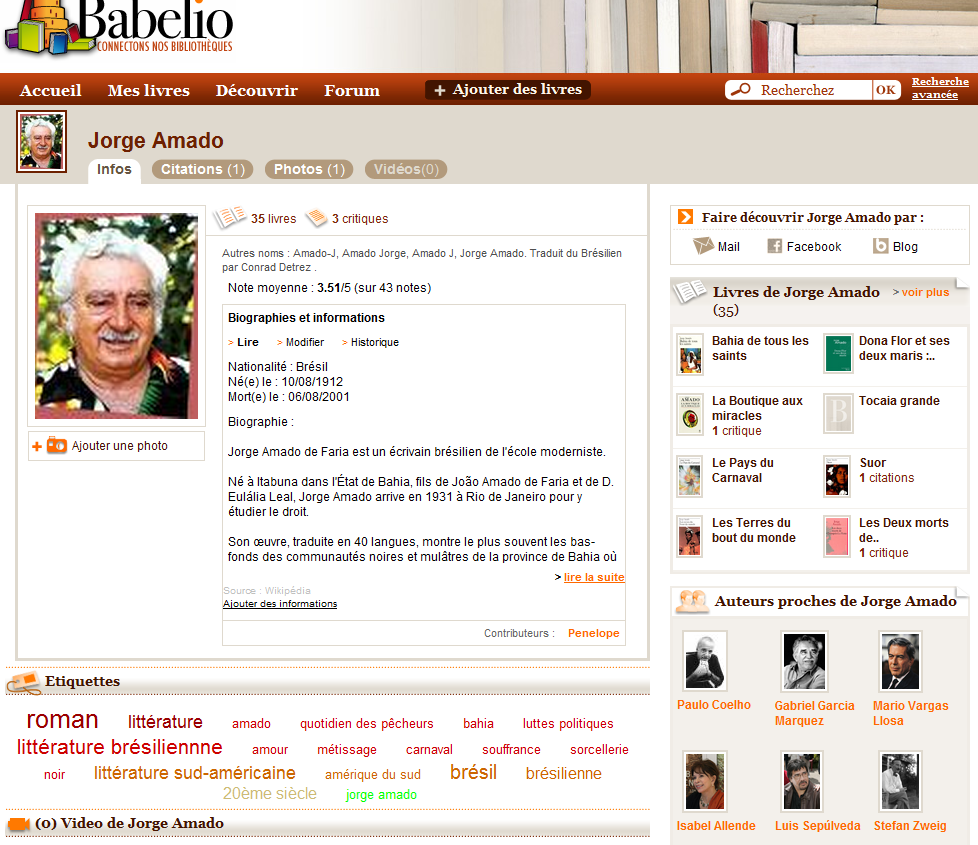 Babelio
CONNECTONS NOS BIBLIOTHÈQUES
Accueil Mes livres Découvrir Forum + Ajouter des livres Recherchez OK Recherche avancée
Jorge Amado
Infos Citations (1) Photos (1) Vidéos(0)
35 livres 3 critiques
Autres noms : Amado-J, Amado Jorge, Amado J, Jorge Amado. Traduit du Brésilien
par Conrad Detrez .
Note moyenne : 3.51/5 (sur 43 notes)
Biographies et informations
> Lire > Modifier > Historique
Nationalité : Brésil
Né(e) le : 10/08/1912
Mort(e) le : 06/08/2001
Biographie :
Jorge Amado de Faria est un écrivain brésilien de l'école moderniste.
Né à Itabuna dans l'État de Bahia, fils de João Amado de Faria et de D.
Eulália Leal, Jorge Amado arrive en 1931 à Rio de Janeiro pour y
étudier le droit.
Son œuvre, traduite en 40 langues, montre le plus souvent les bas-
fonds des communautés noires et mulâtres de la province de Bahia où
> lire la suite
Source : Wikipédia
Ajouter des informations
Contributeurs : Penelope
+ Ajouter une photo
Etiquettes
roman littérature amado quotidien des pêcheurs bahia luttes politiques
littérature brésiliennne amour métissage carnaval souffrance sorcellerie
noir littérature sud-américaine amérique du sud brésil brésilienne
20ème siècle jorge amado
(0) Video de Jorge Amado
Faire découvrir Jorge Amado par :
Mail Facebook Blog
Livres de Jorge Amado > voir plus
(35)
Bahia de tous les
saints
Dona Flor et ses
deux maris :..
La Boutique aux
miracles
1 critique
Tocaia grande
Le Pays du
Carnaval
Suor
1 citations
Les Terres du
bout du monde
Les Deux morts
de..
1 critique
Auteurs proches de Jorge Amado
Paulo Coelho
Gabriel Garcia
Marquez
Mario Vargas
Llosa
Isabel Allende
Luis Sepúlveda
Stefan Zweig